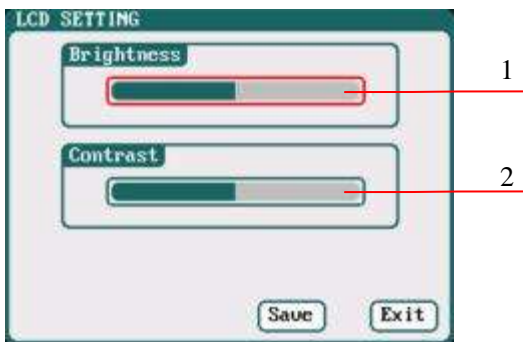 LCD SETTING
Brightness
1
Contrast
2
Save Exit